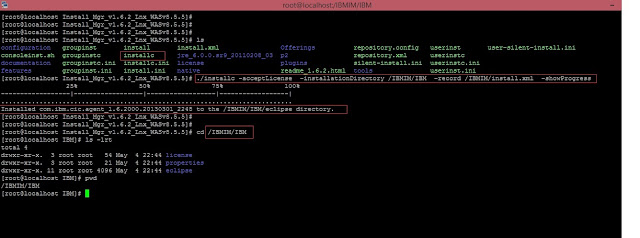 root@localhost/IBMIM/IBM
[root@localhost Install_Mgr_v1.6.2_Lnx_WASv8.5.5]#
[root@localhost Install_Mgr_v1.6.2_Lnx_WASv8.5.5]#
[root@localhost Install_Mgr_v1.6.2_Lnx_WASv8.5.5]# ls
configuration groupinst install install.xml Offerings repository.config userinst user-silent-install.ini
consoleinst.sh groupinstc installc jre_6.0.0.sr9_20110208_03 p2 repository.xml userinstc
documentation groupinstc.ini installc.ini license plugins silent-install.ini userinstc.ini
features groupinst.ini install.ini native readme_1.6.2.html tools userinst.ini
[root@localhost Install_Mgr_v1.6.2_Lnx_WASv8.5.5]# ./installc -acceptLicense -installationDirectory /IBMIM/IBM -record /IBMIM/install.xml -showProgress
25% 50% 75% 100%
------------------|------------------|------------------|------------------|
............................................................................
Installed com.ibm.cic.agent_1.6.2000.20130301_2248 to the /IBMIM/IBM/eclipse directory.
[root@localhost Install_Mgr_v1.6.2_Lnx_WASv8.5.5]#
[root@localhost Install_Mgr_v1.6.2_Lnx_WASv8.5.5]#
[root@localhost Install_Mgr_v1.6.2_Lnx_WASv8.5.5]# cd /IBMIM/IBM
[root@localhost IBM]# ls -lrt
total 4
drwxr-xr-x. 3 root root 54 May 4 22:44 license
drwxr-xr-x. 3 root root 21 May 4 22:44 properties
drwxr-xr-x. 11 root root 4096 May 4 22:44 eclipse
[root@localhost IBM]# pwd
/IBMIM/IBM
[root@localhost IBM]#